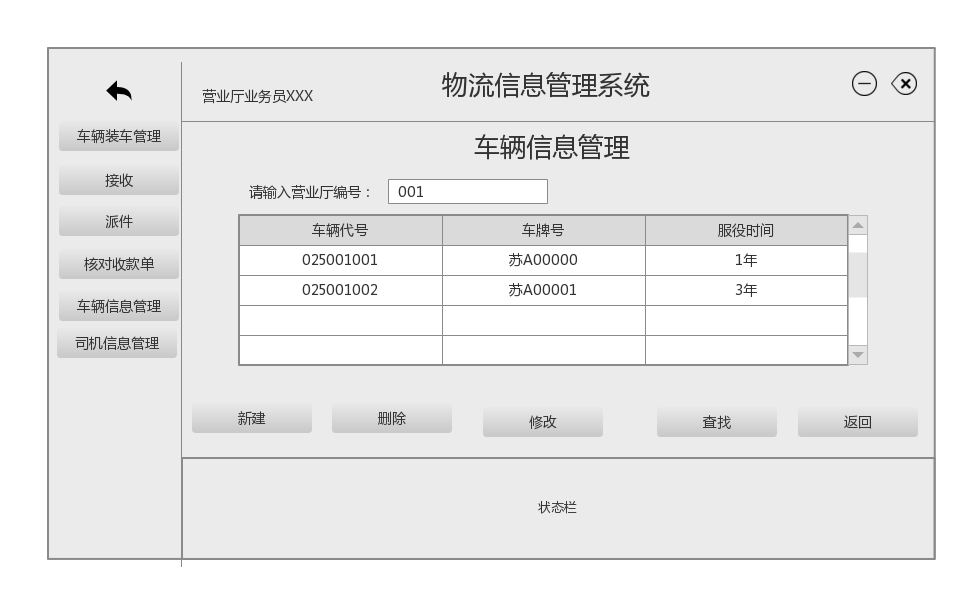 物流信息管理系统
营业厅业务员XXX
车辆装车管理
接收
派件
核对收款单
车辆信息管理
司机信息管理
车辆信息管理
请输入营业厅编号： 001
车辆代号 车牌号 服役时间
025001001 苏A00000 1年
025001002 苏A00001 3年
新建 删除 修改 查找 返回
状态栏